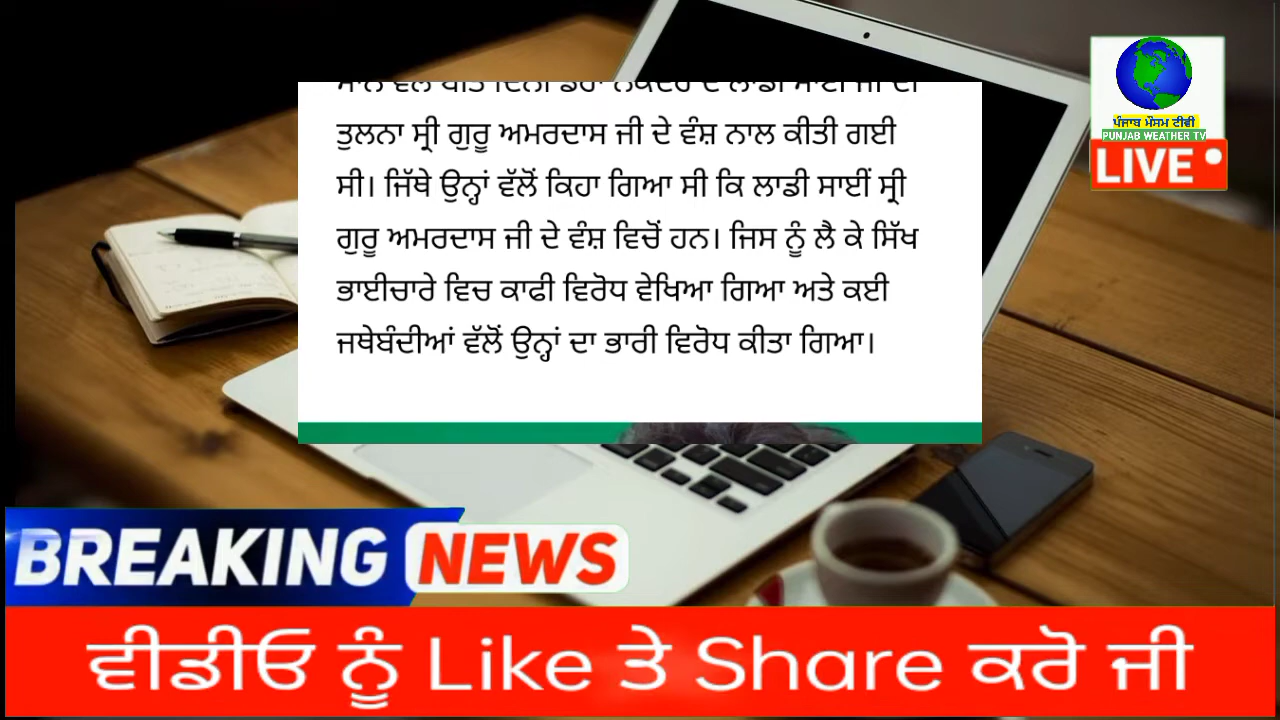 ਤੁਲਨਾ ਸ੍ਰੀ ਗੁਰੂ ਅਮਰਦਾਸ ਜੀ ਦੇ ਵੰਸ਼ ਨਾਲ ਕੀਤੀ ਗਈ
ਸੀ। ਜਿੱਥੇ ਉਨ੍ਹਾਂ ਵੱਲੋਂ ਕਿਹਾ ਗਿਆ ਸੀ ਕਿ ਲਾਡੀ ਸਾਈਂ ਸ੍ਰੀ
ਗੁਰੂ ਅਮਰਦਾਸ ਜੀ ਦੇ ਵੰਸ਼ ਵਿਚੋਂ ਹਨ। ਜਿਸ ਨੂੰ ਲੈ ਕੇ ਸਿੱਖ
ਭਾਈਚਾਰੇ ਵਿਚ ਕਾਫੀ ਵਿਰੋਧ ਵੇਖਿਆ ਗਿਆ ਅਤੇ ਕਈ
ਜਥੇਬੰਦੀਆਂ ਵੱਲੋਂ ਉਨ੍ਹਾਂ ਦਾ ਭਾਰੀ ਵਿਰੋਧ ਕੀਤਾ ਗਿਆ।
ਪੰਜਾਬ ਮੌਸਮ ਟੀਵੀ
PUNJAB WEATHER TV
LIVE
BREAKING NEWS
ਵੀਡੀਓ ਨੂੰ Like ਤੇ Share ਕਰੋ ਜੀ